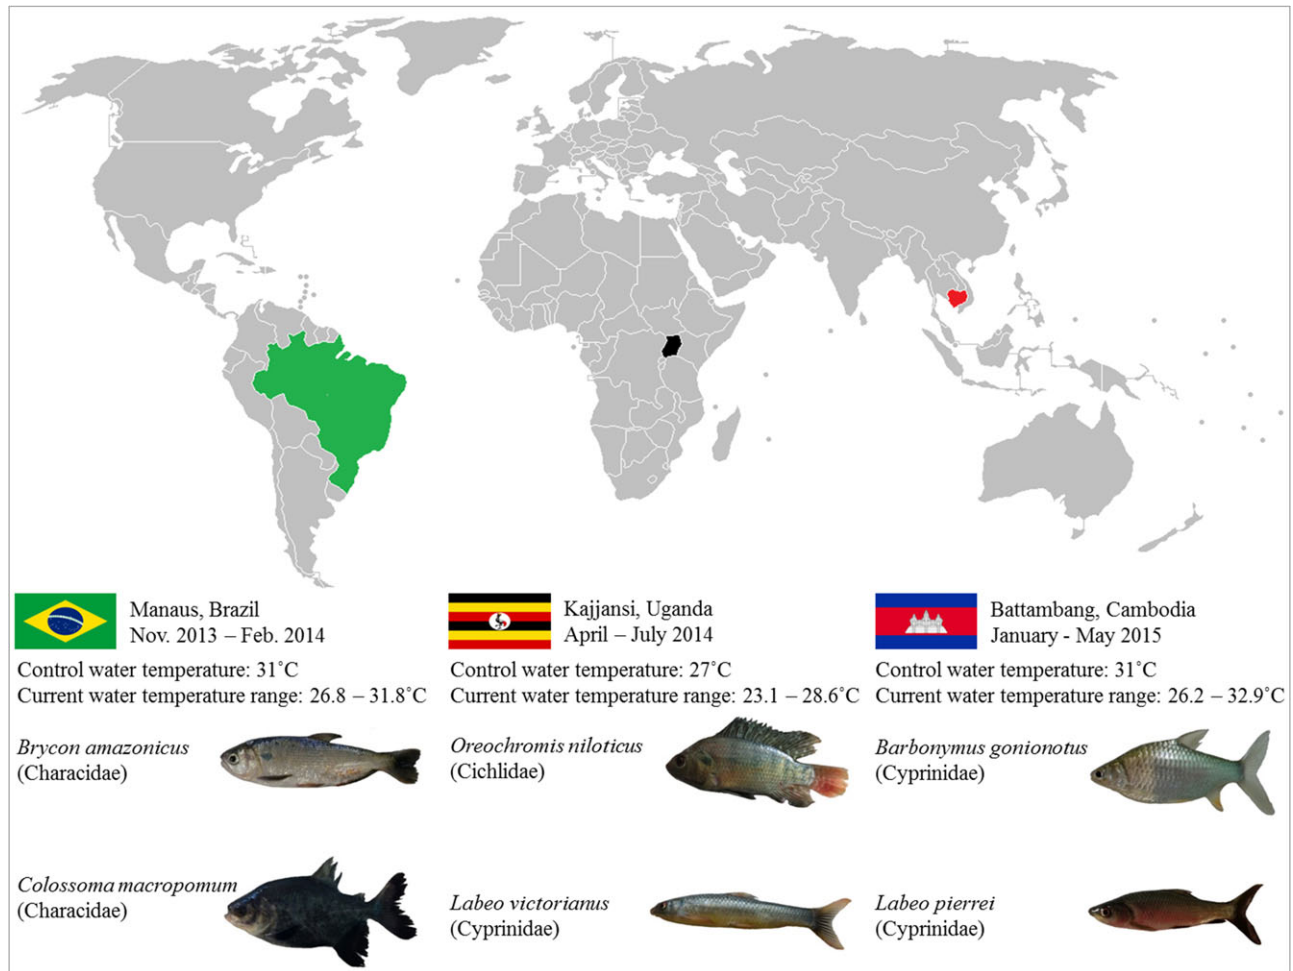 Manaus, Brazil
Nov. 2013 – Feb. 2014
Control water temperature: 31˚C
Current water temperature range: 26.8 – 31.8˚C
Brycon amazonicus
(Characidae)
Colossoma macropomum
(Characidae)
Kajjansi, Uganda
April – July 2014
Control water temperature: 27˚C
Current water temperature range: 23.1 – 28.6˚C
Oreochromis niloticus
(Cichlidae)
Labeo victorianus
(Cyprinidae)
Battambang, Cambodia
January - May 2015
Control water temperature: 31˚C
Current water temperature range: 26.2 – 32.9˚C
Barbonymus gonionotus
(Cyprinidae)
Labeo pierrei
(Cyprinidae)